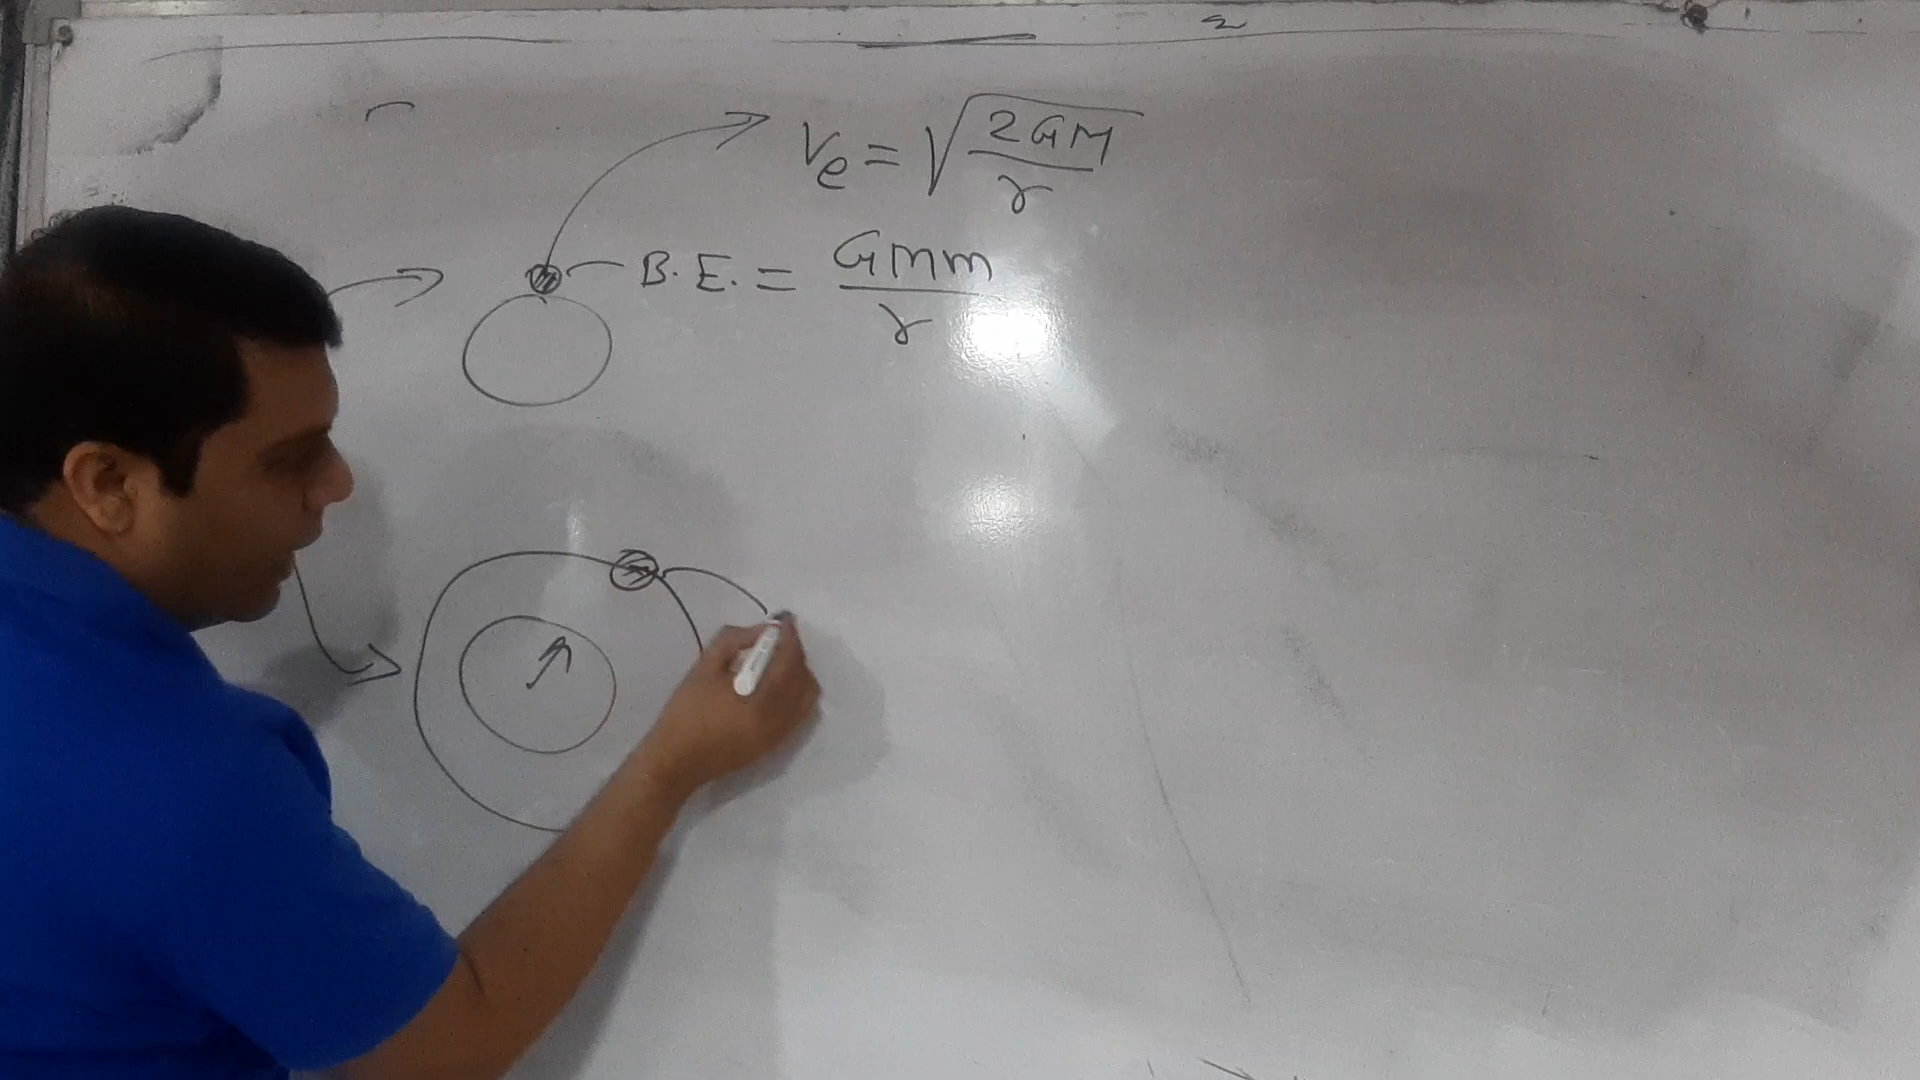 Ve = √(2GM/r)
B.E. = GMm/r